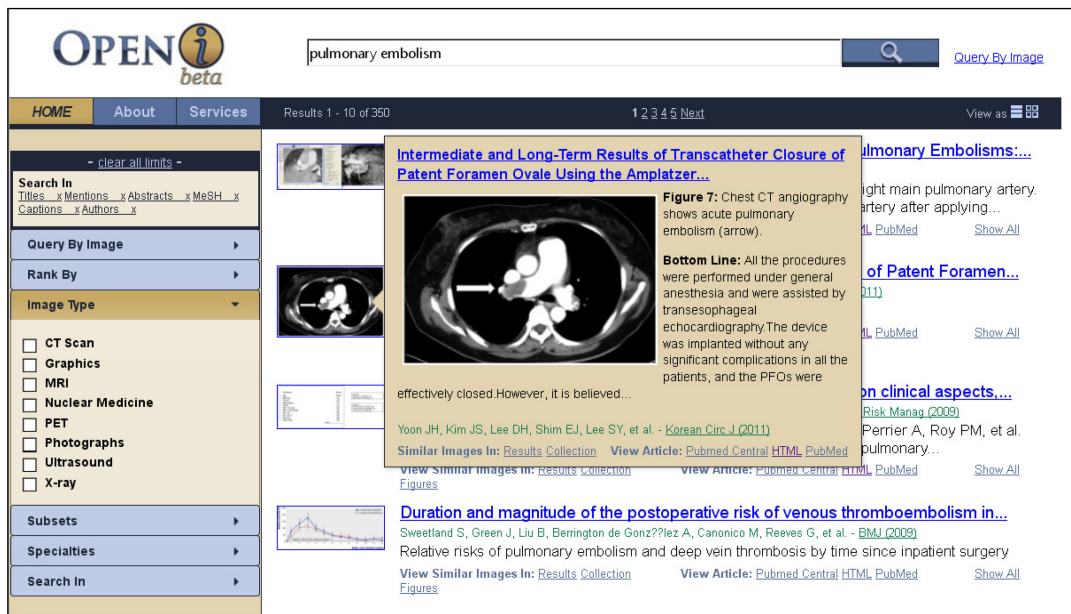 OPEN i
beta
pulmonary embolism
Query By Image
HOME About Services
Results 1 - 10 of 350
1 2 3 4 5 Next
View as
- clear all limits -
Search In
Titles x Mentions x Abstracts x MeSH x
Captions x Authors x
Query By Image
Rank By
Image Type
CT Scan
Graphics
MRI
Nuclear Medicine
PET
Photographs
Ultrasound
X-ray
Subsets
Specialties
Search In
Intermediate and Long-Term Results of Transcatheter Closure of
Patent Foramen Ovale Using the Amplatzer...
Figure 7: Chest CT angiography
shows acute pulmonary
embolism (arrow).
Bottom Line: All the procedures
were performed under general
anesthesia and were assisted by
transesophageal
echocardiography.The device
was implanted without any
significant complications in all the
patients, and the PFOs were
effectively closed.However, it is believed...
Yoon JH, Kim JS, Lee DH, Shim EJ, Lee SY, et al. - Korean Circ J (2011)
Similar Images In: Results Collection View Article: Pubmed Central HTML PubMed
ulmonary Embolisms:...
ight main pulmonary artery.
artery after applying...
ML PubMed Show All
of Patent Foramen...
011)
ML PubMed Show All
on clinical aspects,...
Risk Manag (2009)
Perrier A, Roy PM, et al.
pulmonary...
View Similar Images In: Results Collection View Article: Pubmed Central HTML PubMed Show All
Figures
Duration and magnitude of the postoperative risk of venous thromboembolism in...
Sweetland S, Green J, Liu B, Berrington de Gonz??lez A, Canonico M, Reeves G, et al. - BMJ (2009)
Relative risks of pulmonary embolism and deep vein thrombosis by time since inpatient surgery
View Similar Images In: Results Collection View Article: Pubmed Central HTML PubMed Show All
Figures